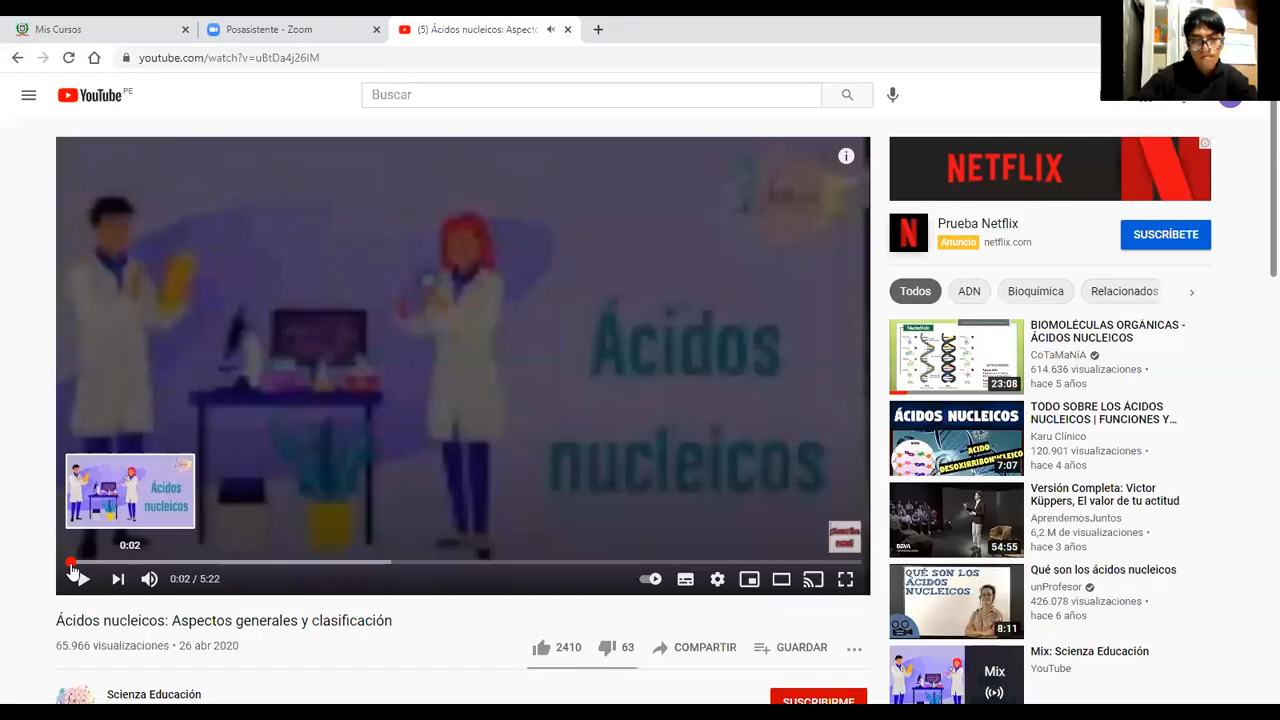 Mis Cursos
Posasistente - Zoom
(5) Ácidos nucleicos: Aspecto
youtube.com/watch?v=uBtDa4j26IM
YouTube PE
Buscar
Ácidos
nucleicos
Ácidos
nucleicos
0:02
0:02 / 5:22
Ácidos nucleicos: Aspectos generales y clasificación
65.966 visualizaciones • 26 abr 2020
2410
63
COMPARTIR
GUARDAR
Scienza Educación
SUSCRIBIRME
NETFLIX
Prueba Netflix
Anuncio netflix.com
SUSCRÍBETE
Todos
ADN
Bioquímica
Relacionados
23:08
BIOMOLÉCULAS ORGÁNICAS -
ÁCIDOS NUCLEICOS
CoTaMaNíA
614.636 visualizaciones •
hace 5 años
ÁCIDOS NUCLEICOS
ACIDO
DESOXIRRIBONUCLEICO
7:07
TODO SOBRE LOS ÁCIDOS
NUCLEICOS | FUNCIONES Y...
Karu Clínico
120.901 visualizaciones •
hace 4 años
BBVA
54:55
Versión Completa: Victor
Küppers, El valor de tu actitud
AprendemosJuntos
6,2 M de visualizaciones •
hace 3 años
QUÉ SON LOS
ÁCIDOS
NUCLEICOS
8:11
Qué son los ácidos nucleicos
unProfesor
426.078 visualizaciones •
hace 6 años
Mix
Mix: Scienza Educación
YouTube